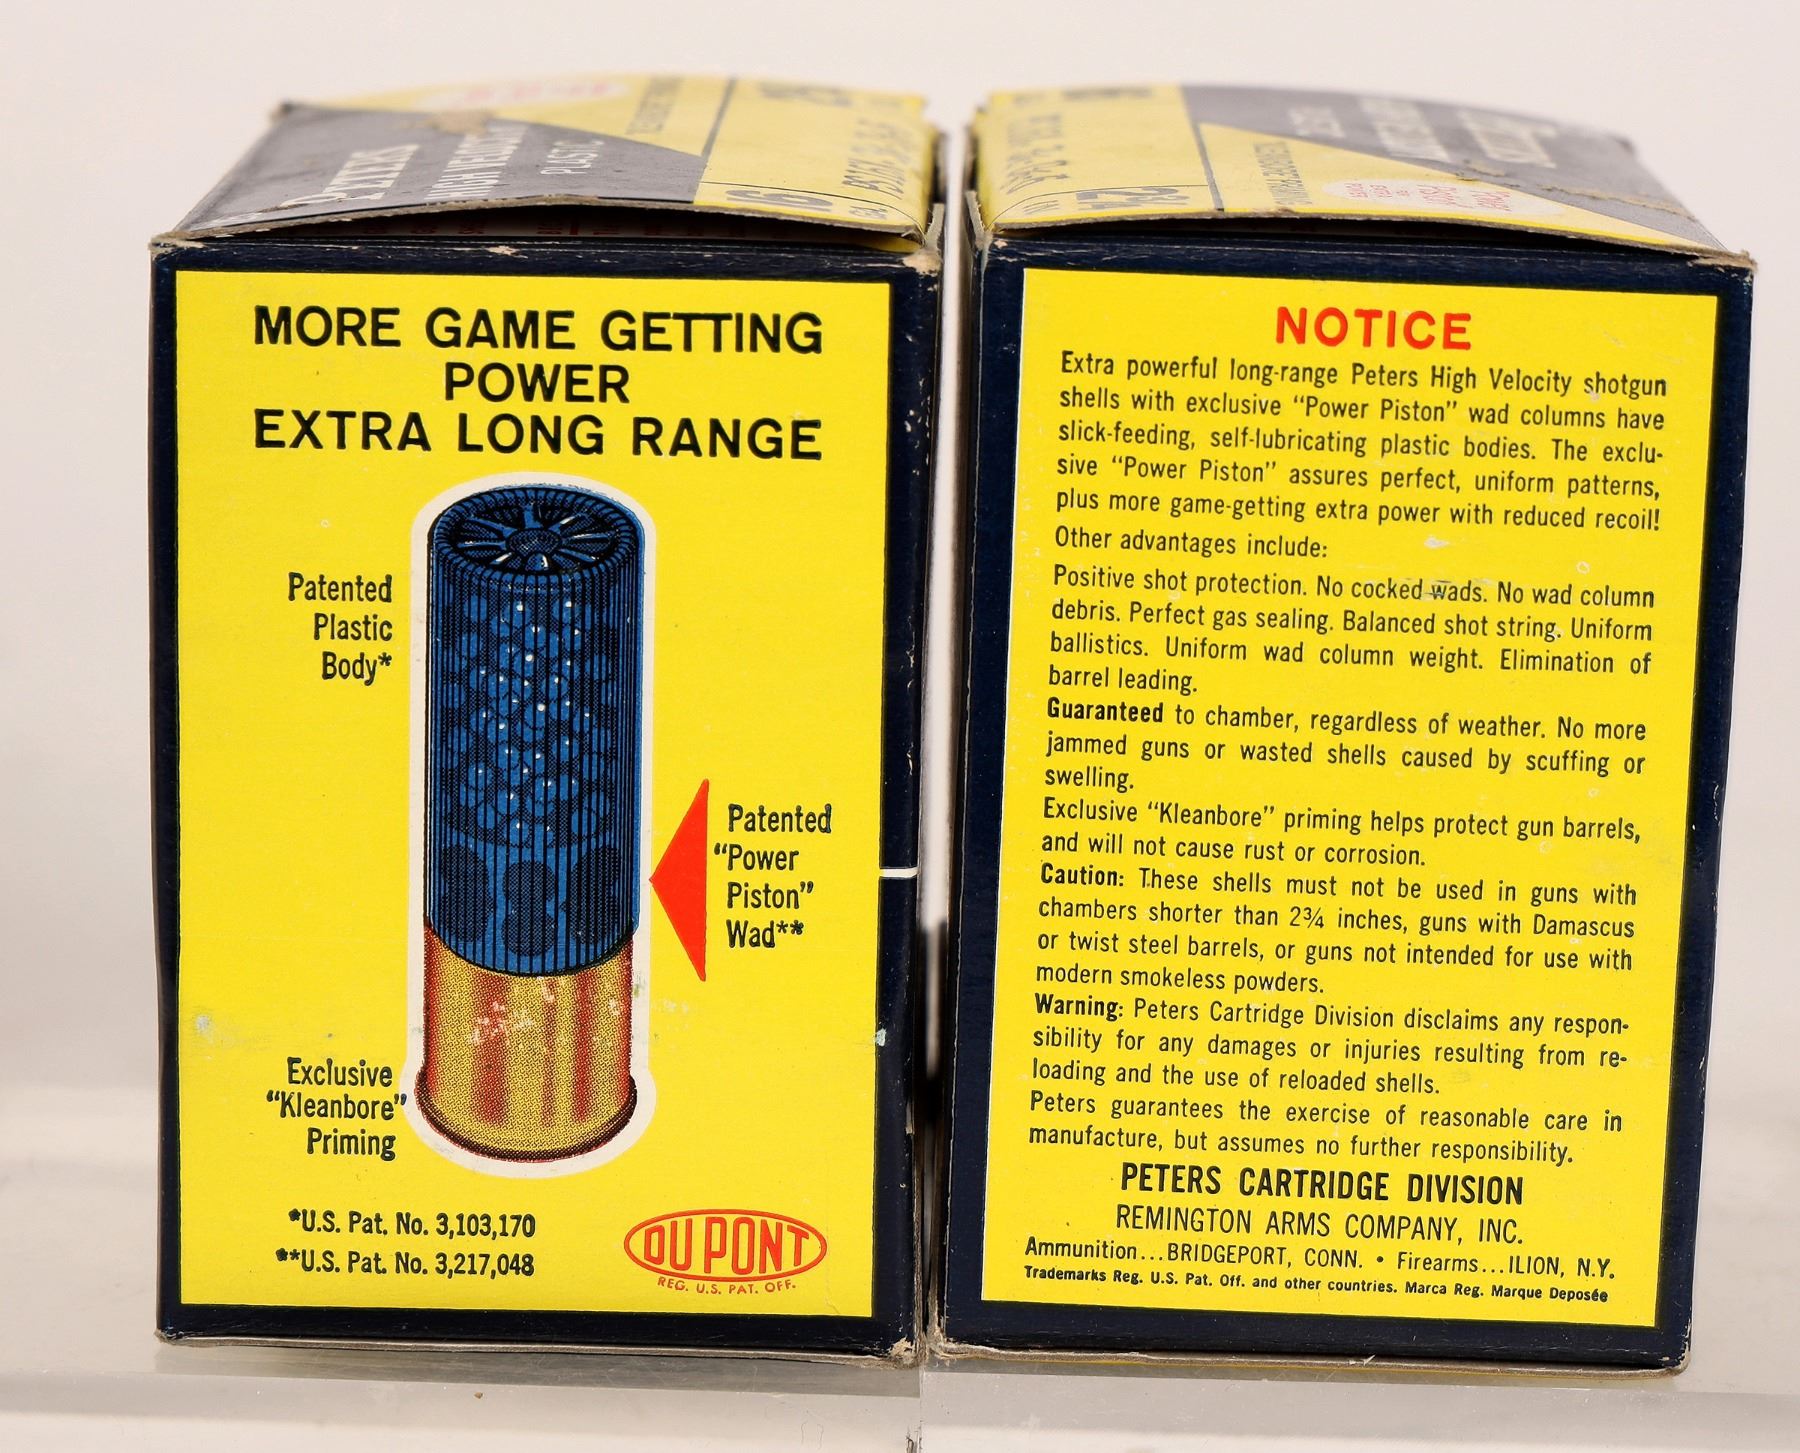 PETERS
HIGH VELOCITY
PLASTIC
16
MORE GAME GETTING
POWER
EXTRA LONG RANGE
Patented
Plastic
Body*
Patented
"Power
Piston"
Wad**
Exclusive
"Kleanbore"
Priming
*U.S. Pat. No. 3,103,170
**U.S. Pat. No. 3,217,048
DU PONT
REG. U.S. PAT. OFF.
NOTICE
Extra powerful long-range Peters High Velocity shotgun
shells with exclusive "Power Piston" wad columns have
slick-feeding, self-lubricating plastic bodies. The exclu-
sive "Power Piston" assures perfect, uniform patterns,
plus more game-getting extra power with reduced recoil!
Other advantages include:
Positive shot protection. No cocked wads. No wad column
debris. Perfect gas sealing. Balanced shot string. Uniform
ballistics. Uniform wad column weight. Elimination of
barrel leading.
Guaranteed to chamber, regardless of weather. No more
jammed guns or wasted shells caused by scuffing or
swelling.
Exclusive "Kleanbore" priming helps protect gun barrels,
and will not cause rust or corrosion.
Caution: These shells must not be used in guns with
chambers shorter than 2¾ inches, guns with Damascus
or twist steel barrels, or guns not intended for use with
modern smokeless powders.
Warning: Peters Cartridge Division disclaims any respon-
sibility for any damages or injuries resulting from re-
loading and the use of reloaded shells.
Peters guarantees the exercise of reasonable care in
manufacture, but assumes no further responsibility.
PETERS CARTRIDGE DIVISION
REMINGTON ARMS COMPANY, INC.
Ammunition...BRIDGEPORT, CONN. • Firearms...ILION, N.Y.
Trademarks Reg. U.S. Pat. Off. and other countries. Marca Reg. Marque Deposée